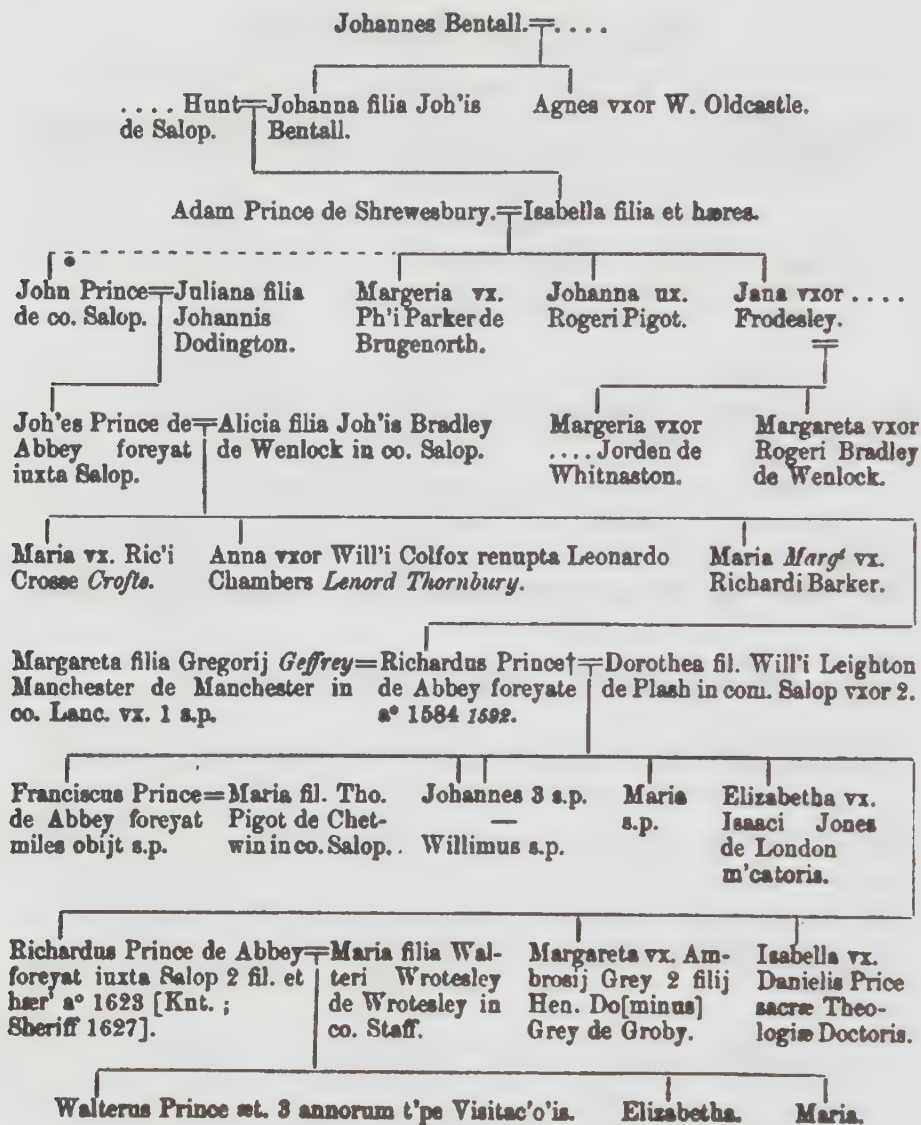 Johannes Bentall.=....
.... Hunt=Johanna filia Joh'is
de Salop. Bentall.
Agnes vxor W. Oldcastle.
Adam Prince de Shrewesbury.=Isabella filia et hæres.
John Prince=Juliana filia
de co. Salop. Johannis
Dodington.
Margeria vx.
Ph'i Parker de
Brugenorth.
Johanna ux.
Rogeri Pigot.
Jana vxor ....
Frodesley.
=
Joh'es Prince de=Alicia filia Joh'is Bradley
Abbey foreyat de Wenlock in co. Salop.
iuxta Salop.
Margeria vxor
.... Jorden de
Whitnaston.
Margareta vxor
Rogeri Bradley
de Wenlock.
Maria vx. Ric'i
Crosse Crofte.
Anna vxor Will'i Colfox renupta Leonardo
Chambers Lenord Thornbury.
Maria Marg^t vx.
Richardi Barker.
Margareta filia Gregorij Geffrey=Richardus Prince†=Dorothea fil. Will'i Leighton
Manchester de Manchester in de Abbey foreyate de Plash in com. Salop vxor 2.
co. Lanc. vx. 1 s.p. a° 1584 1592.
Franciscus Prince=Maria fil. Tho.
de Abbey foreyat Pigot de Chet-
miles obijt s.p. win in co. Salop..
Johannes 3 s.p.
—
Willimus s.p.
Maria
s.p.
Elizabetha vx.
Isaaci Jones
de London
m'catoris.
Richardus Prince de Abbey=Maria filia Wal-
foreyat iuxta Salop 2 fil. et teri Wrotesley
hær' a° 1623 [Knt.; de Wrotesley in
Sheriff 1627]. co. Staff.
Margareta vx. Am-
brosij Grey 2 filij
Hen. Do[minus]
Grey de Groby.
Isabella vx.
Danielis Price
sacræ Theo-
logiæ Doctoris.
Walterus Prince æt. 3 annorum t'pe Visitac'o'is. Elizabetha. Maria.